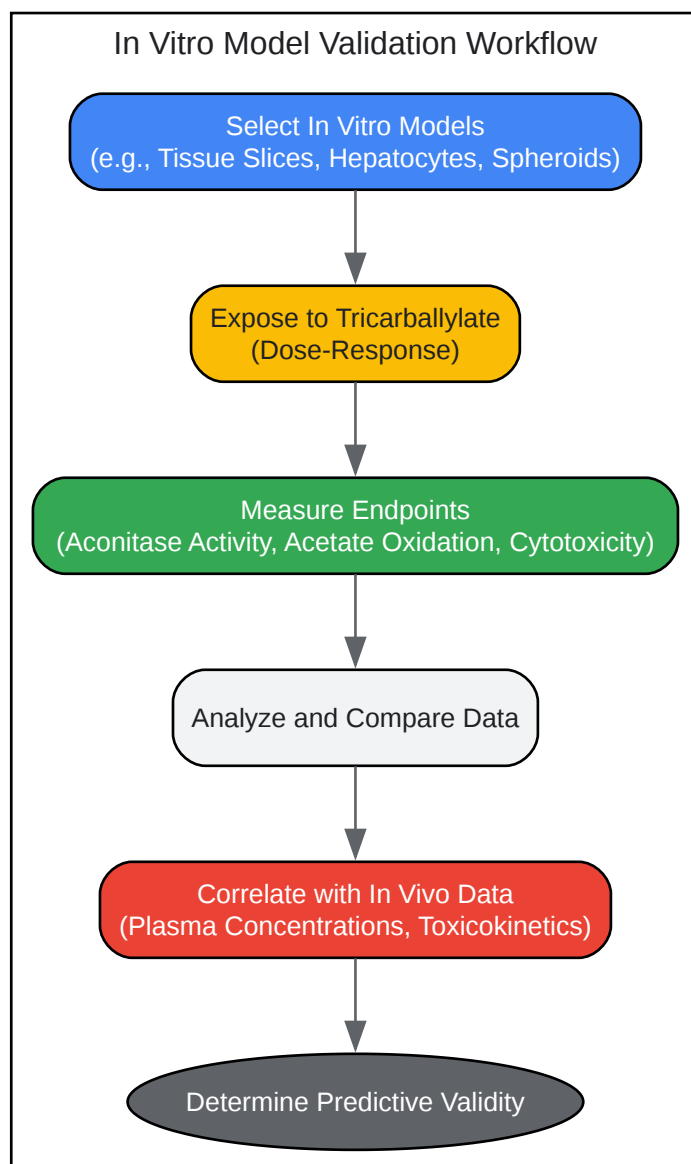 In Vitro Model Validation Workflow
Select In Vitro Models
(e.g., Tissue Slices, Hepatocytes, Spheroids)
Expose to Tricarballylate
(Dose-Response)
Measure Endpoints
(Aconitase Activity, Acetate Oxidation, Cytotoxicity)
Analyze and Compare Data
Correlate with In Vivo Data
(Plasma Concentrations, Toxicokinetics)
Determine Predictive Validity